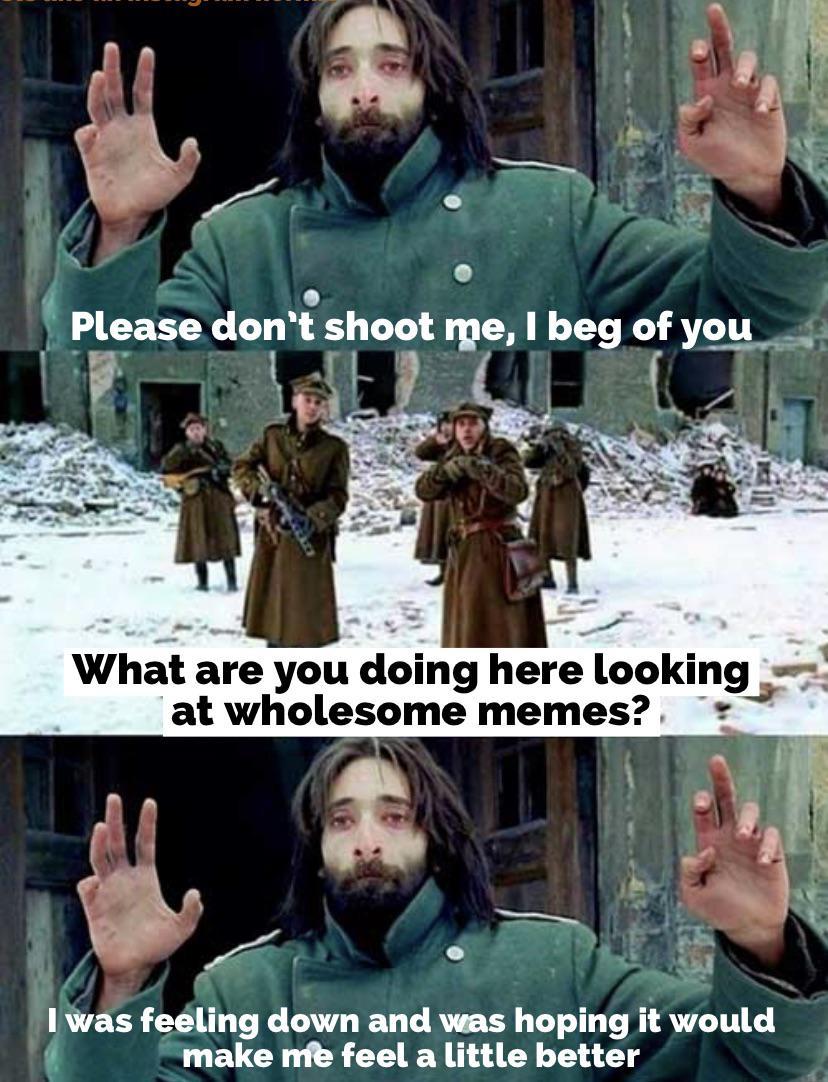 Please don't shoot me, I beg of you
What are you doing here looking
at wholesome memes?
I was feeling down and was hoping it would
make me feel a little better